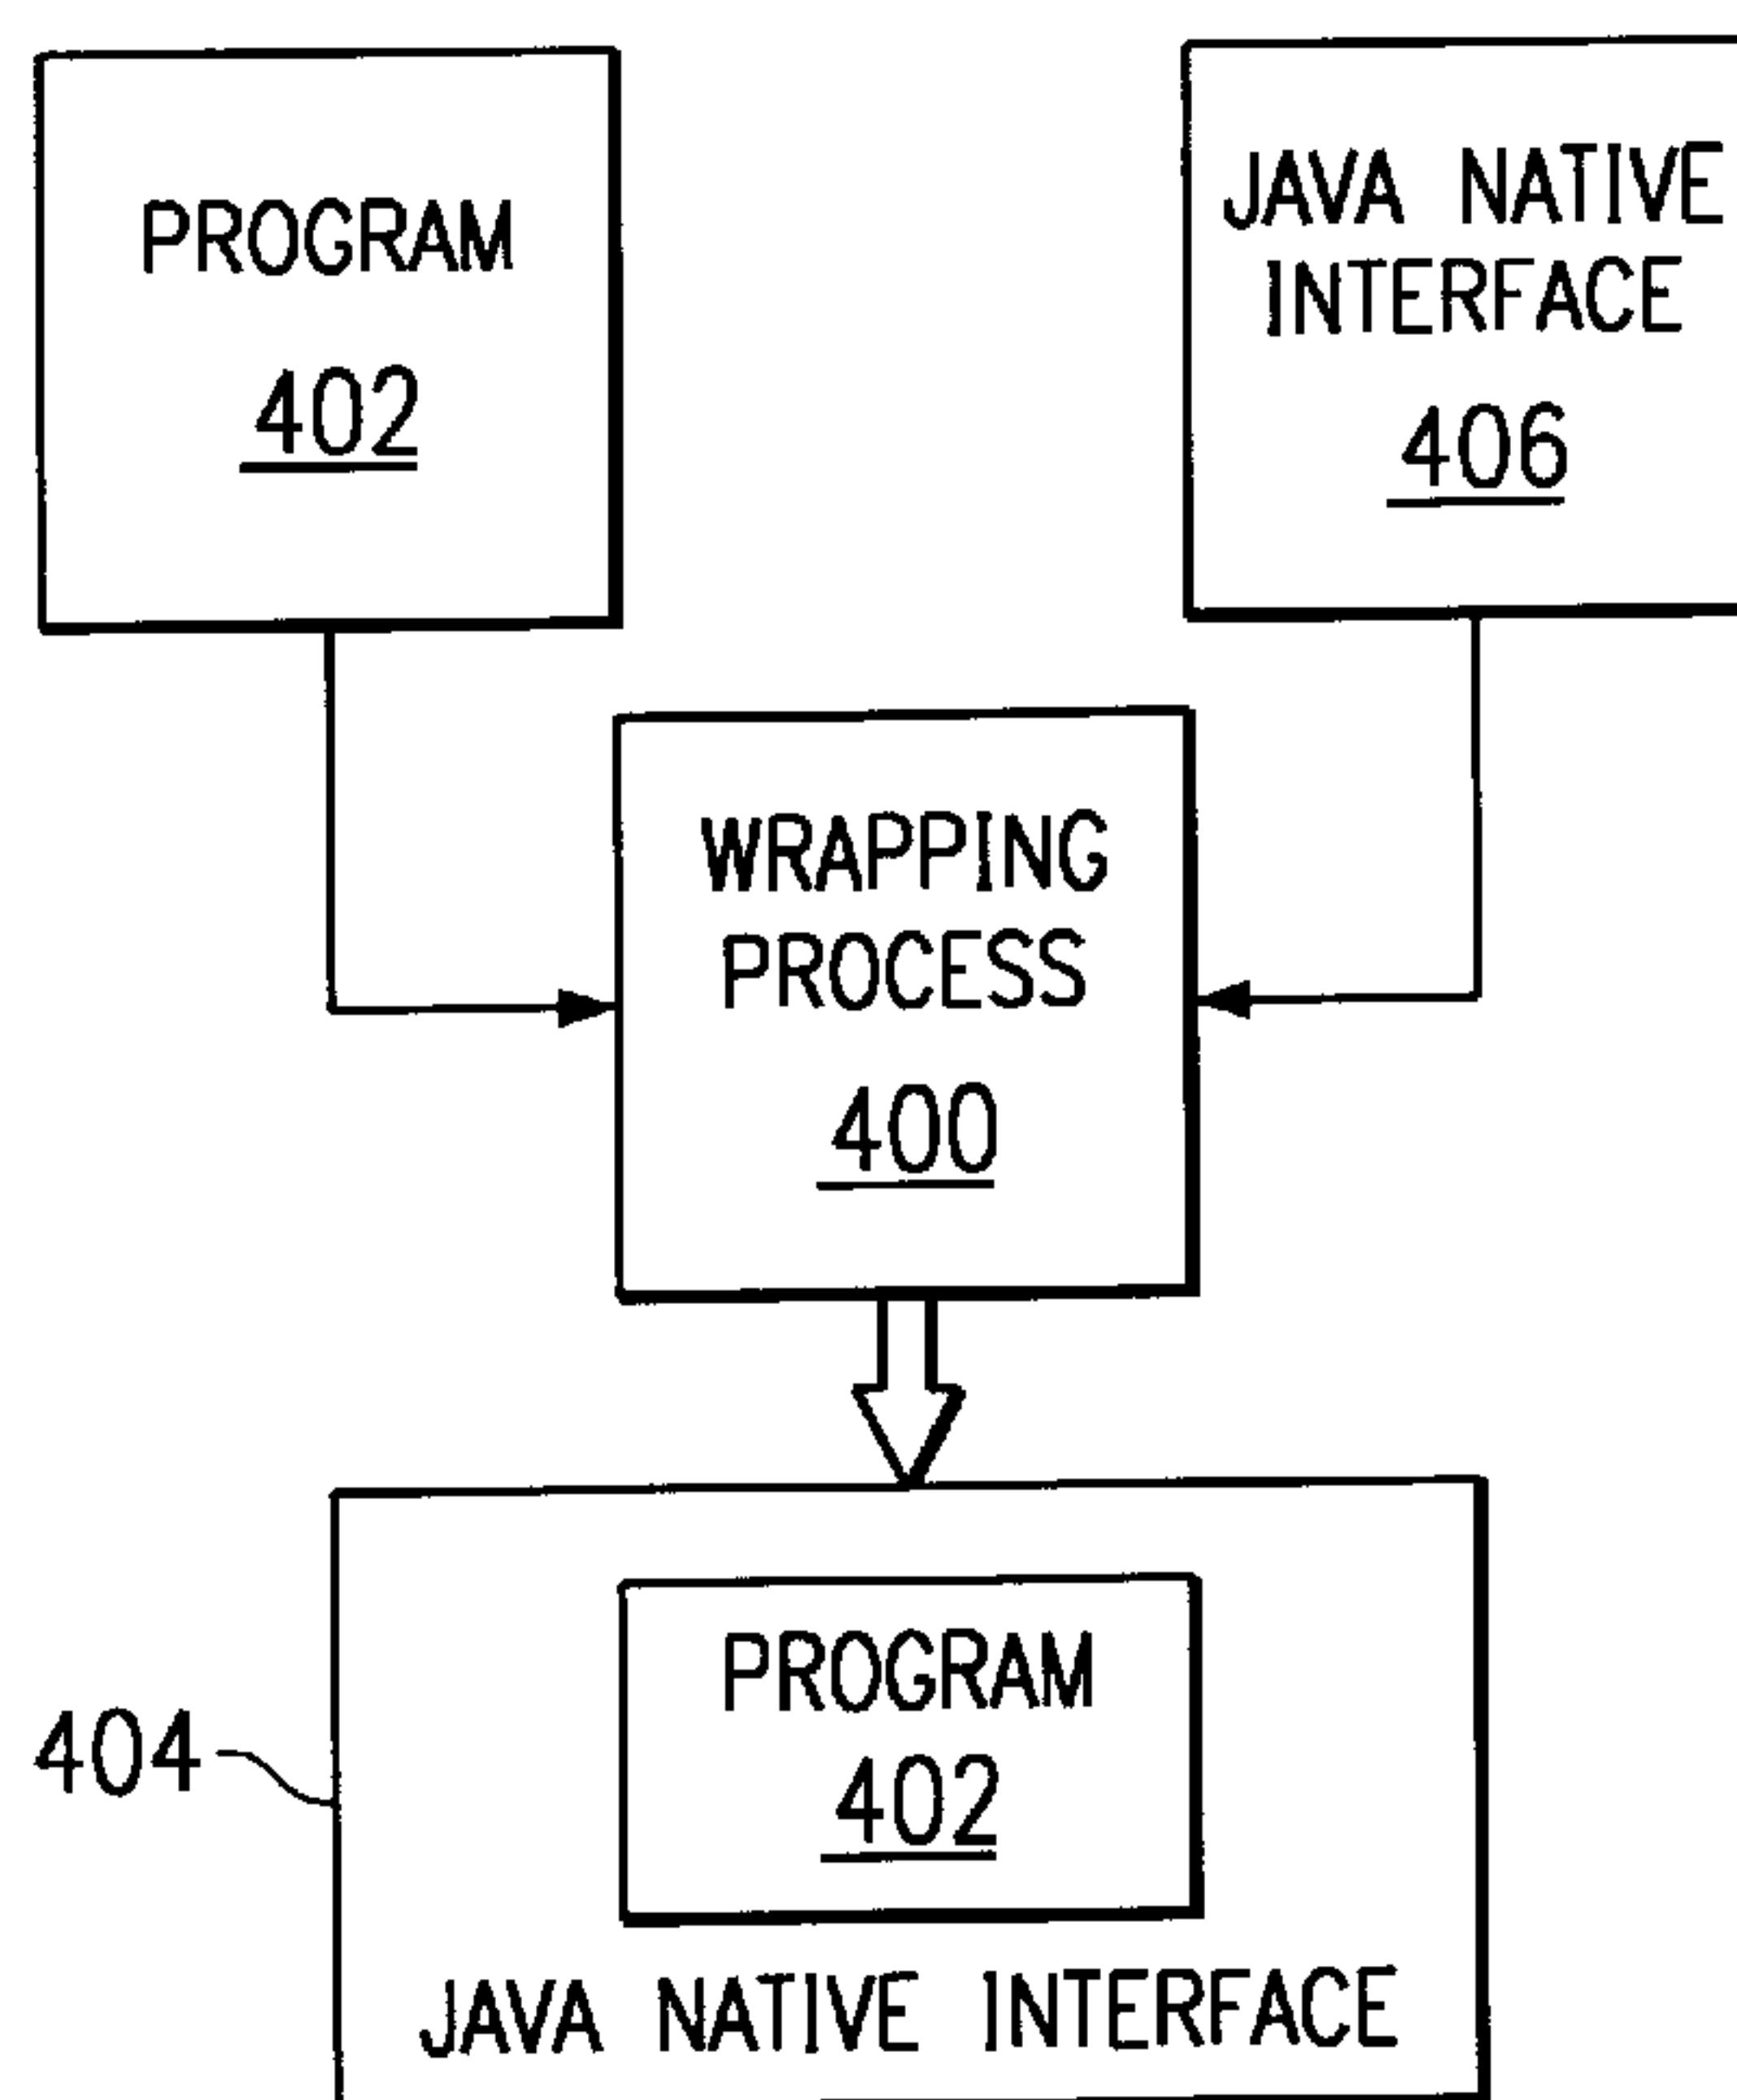 PROGRAM
402
JAVA NATIVE
INTERFACE
406
WRAPPING
PROCESS
400
PROGRAM
402
404
JAVA NATIVE INTERFACE